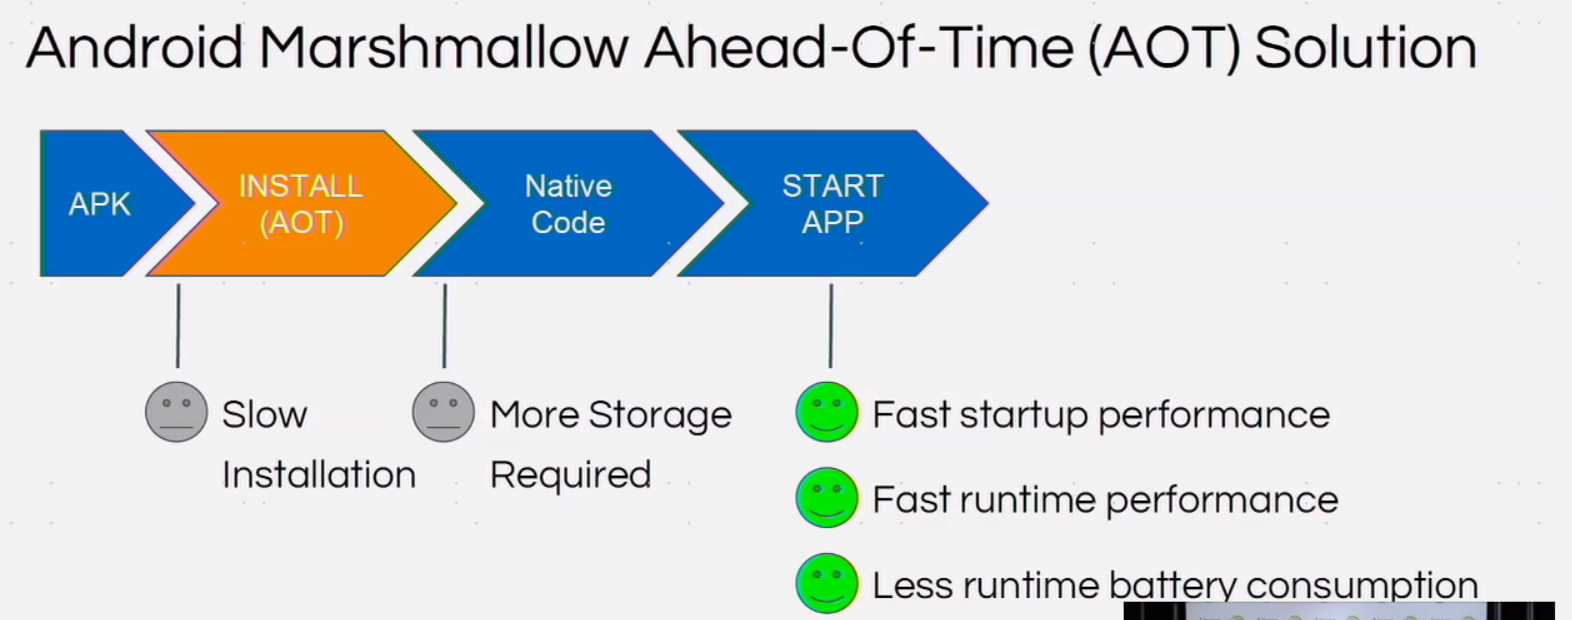 Android Marshmallow Ahead-Of-Time (AOT) Solution
APK
INSTALL
(AOT)
Native
Code
START
APP
Slow
Installation
More Storage
Required
Fast startup performance
Fast runtime performance
Less runtime battery consumption